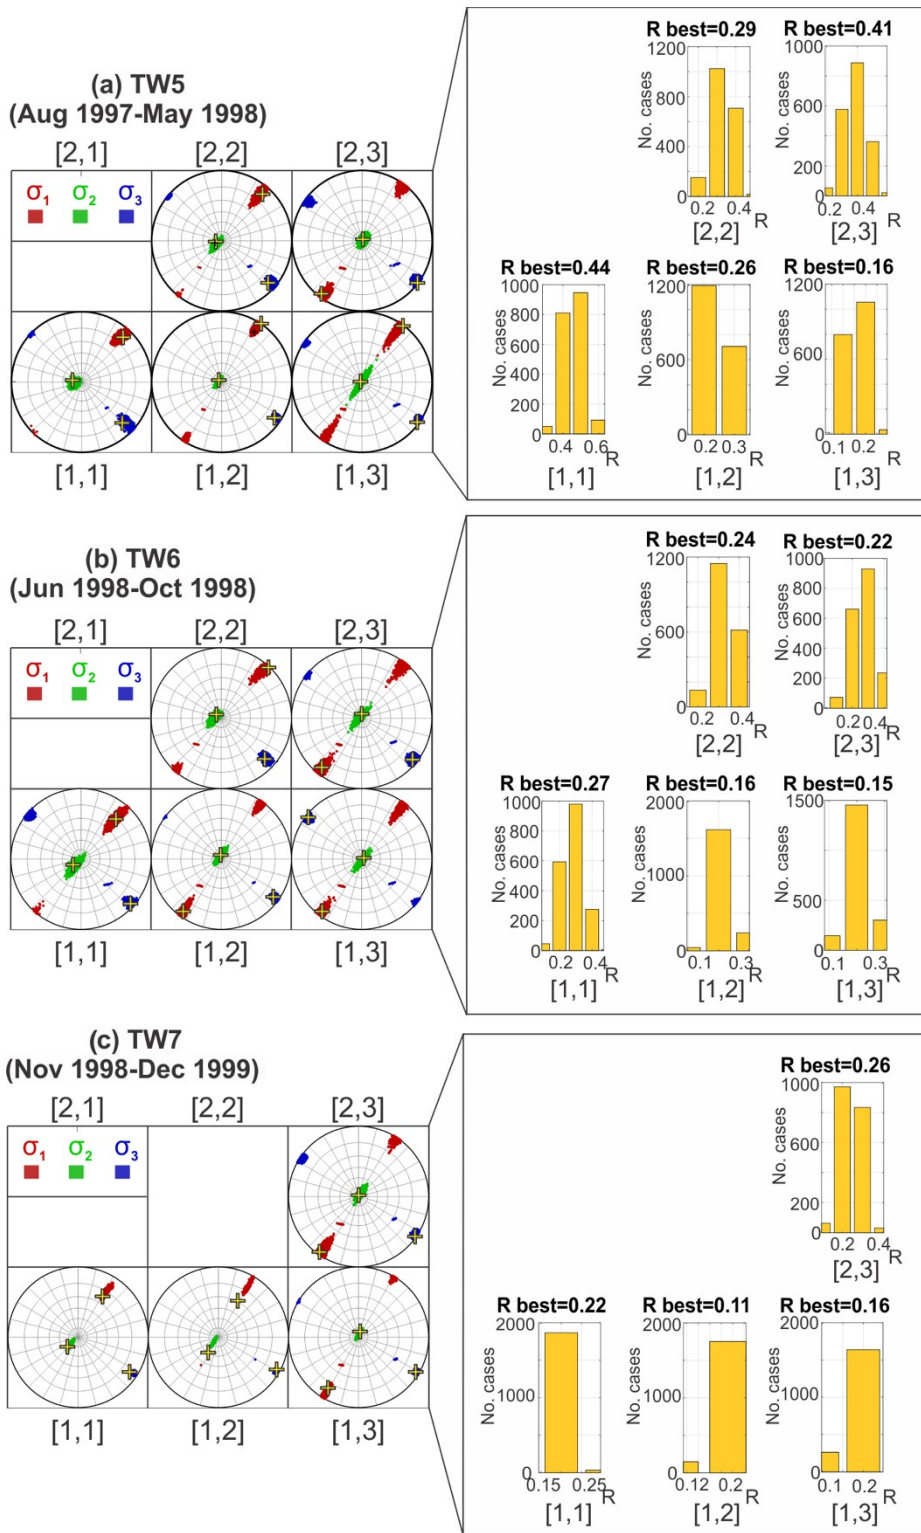 (a) TW5
(Aug 1997-May 1998)
[2,1]
[2,2]
[2,3]
σ1 σ2 σ3
[1,1]
[1,2]
[1,3]
R best=0.29
No. cases
1200
800
400
0
0.2 0.4 R
[2,2]
R best=0.41
No. cases
1000
600
200
0
0.2 0.4 R
[2,3]
R best=0.44
No. cases
1000
800
600
400
200
0
0.4 0.6 R
[1,1]
R best=0.26
No. cases
1200
600
0
0.2 0.3 R
[1,2]
R best=0.16
No. cases
1200
600
0
0.1 0.2 R
[1,3]
(b) TW6
(Jun 1998-Oct 1998)
[2,1]
[2,2]
[2,3]
σ1 σ2 σ3
[1,1]
[1,2]
[1,3]
R best=0.24
No. cases
1200
600
0
0.2 0.4 R
[2,2]
R best=0.22
No. cases
1000
800
600
400
200
0
0.2 0.4 R
[2,3]
R best=0.27
No. cases
1000
800
600
400
200
0
0.2 0.4 R
[1,1]
R best=0.16
No. cases
2000
1000
0
0.1 0.3 R
[1,2]
R best=0.15
No. cases
1500
500
0
0.1 0.3 R
[1,3]
(c) TW7
(Nov 1998-Dec 1999)
[2,1]
[2,2]
[2,3]
σ1 σ2 σ3
[1,1]
[1,2]
[1,3]
R best=0.26
No. cases
1000
600
200
0
0.2 0.4 R
[2,3]
R best=0.22
No. cases
2000
1000
0
0.15 0.25 R
[1,1]
R best=0.11
No. cases
2000
1000
0
0.12 0.2 R
[1,2]
R best=0.16
No. cases
2000
1000
0
0.1 0.2 R
[1,3]